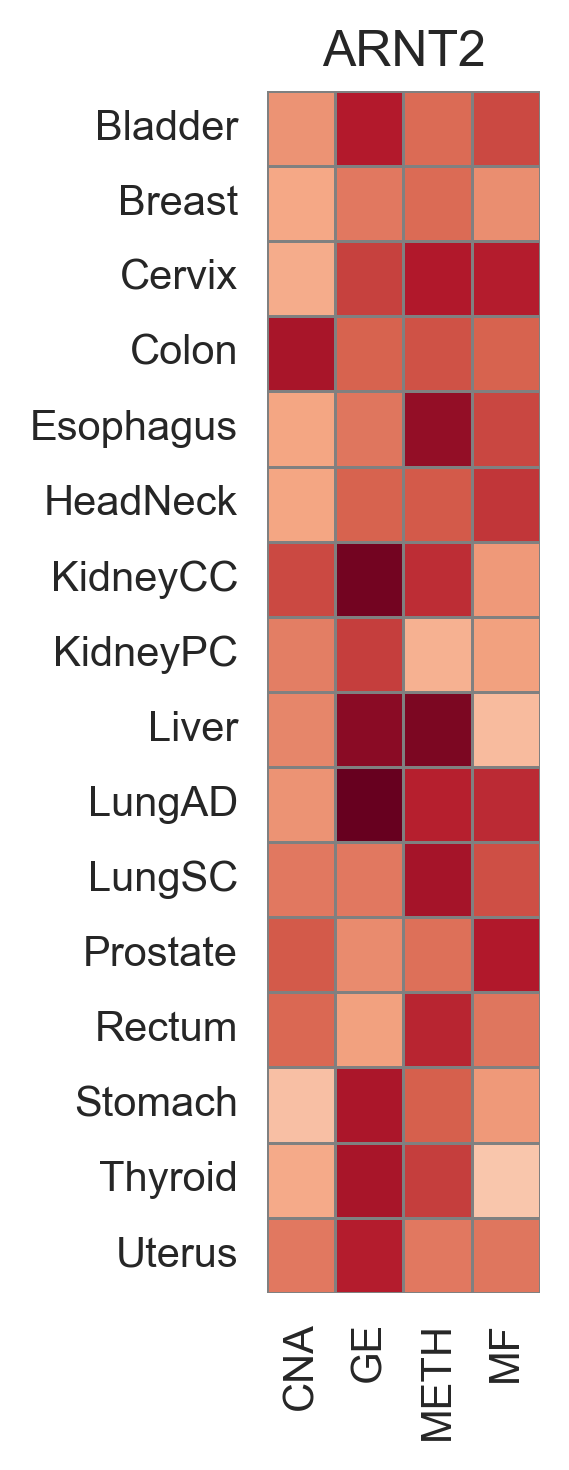 ARNT2
Bladder
Breast
Cervix
Colon
Esophagus
HeadNeck
KidneyCC
KidneyPC
Liver
LungAD
LungSC
Prostate
Rectum
Stomach
Thyroid
Uterus
CNA
GE
METH
MF